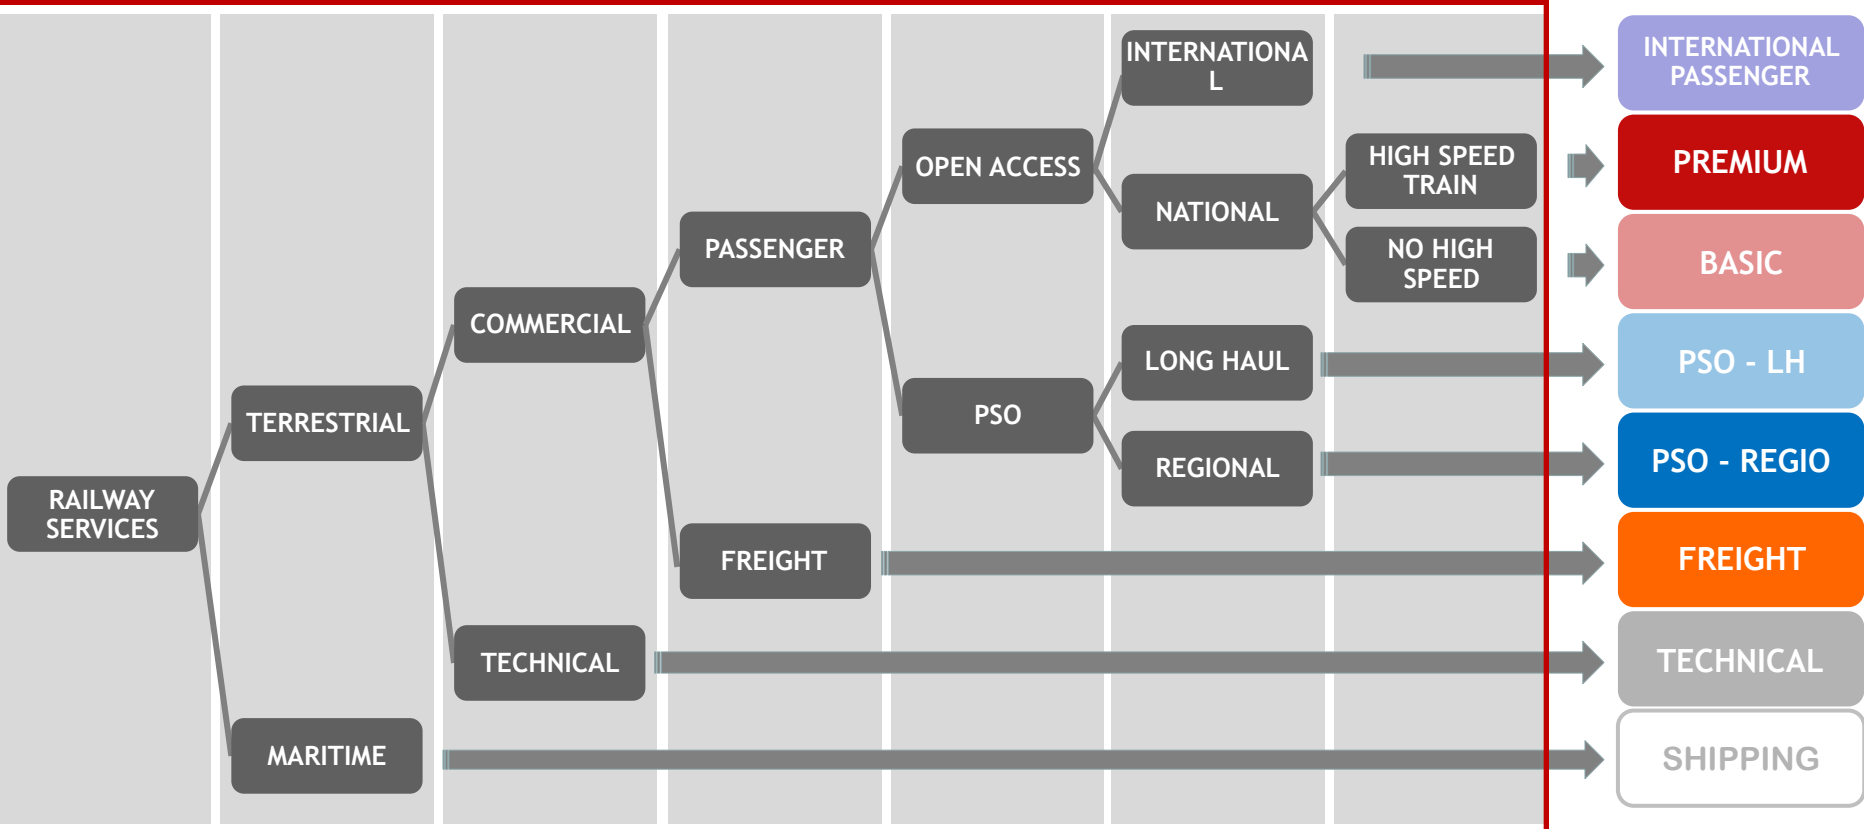 RAILWAY
SERVICES
TERRESTRIAL
MARITIME
COMMERCIAL
TECHNICAL
PASSENGER
FREIGHT
OPEN ACCESS
PSO
INTERNATIONA
L
NATIONAL
LONG HAUL
REGIONAL
HIGH SPEED
TRAIN
NO HIGH
SPEED
INTERNATIONAL
PASSENGER
PREMIUM
BASIC
PSO - LH
PSO - REGIO
FREIGHT
TECHNICAL
SHIPPING